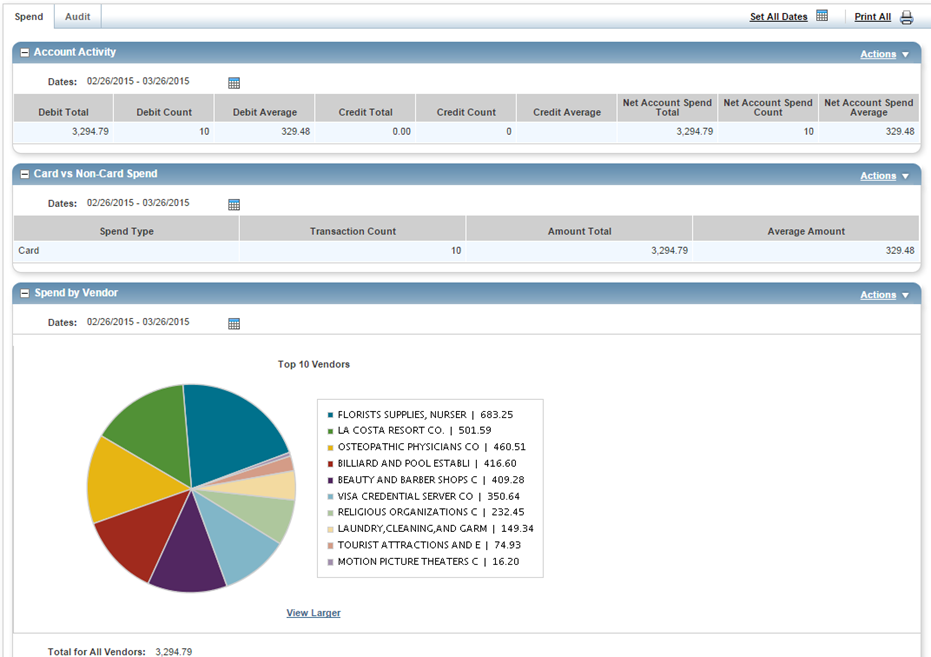 Spend Audit Set All Dates Print All
Account Activity Actions
Dates: 02/26/2015 - 03/26/2015
Debit Total Debit Count Debit Average Credit Total Credit Count Credit Average Net Account Spend Total Net Account Spend Count Net Account Spend Average
3,294.79 10 329.48 0.00 0 3,294.79 10 329.48
Card vs Non-Card Spend Actions
Dates: 02/26/2015 - 03/26/2015
Spend Type Transaction Count Amount Total Average Amount
Card 10 3,294.79 329.48
Spend by Vendor Actions
Dates: 02/26/2015 - 03/26/2015
Top 10 Vendors
FLORISTS SUPPLIES, NURSER | 683.25
LA COSTA RESORT CO. | 501.59
OSTEOPATHIC PHYSICIANS CO | 460.51
BILLIARD AND POOL ESTABLI | 416.60
BEAUTY AND BARBER SHOPS C | 409.28
VISA CREDENTIAL SERVER CO | 350.64
RELIGIOUS ORGANIZATIONS C | 232.45
LAUNDRY,CLEANING,AND GARM | 149.34
TOURIST ATTRACTIONS AND E | 74.93
MOTION PICTURE THEATERS C | 16.20
View Larger
Total for All Vendors: 3,294.79